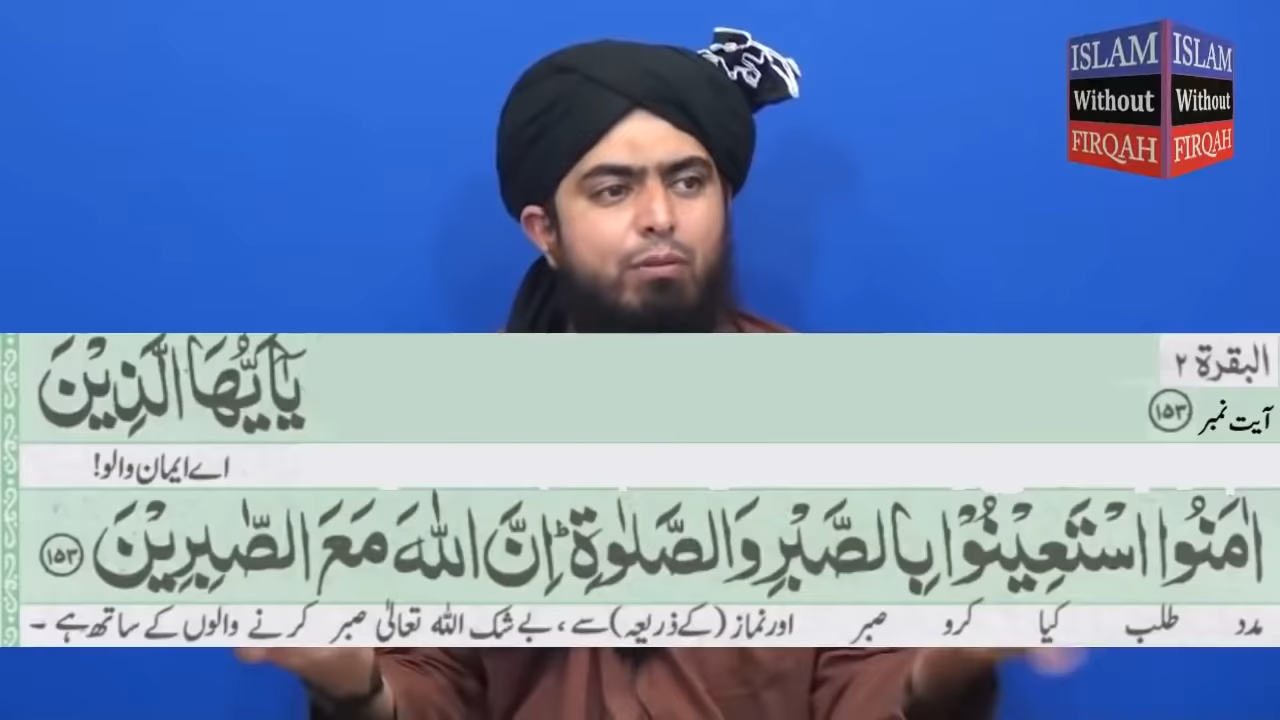 ISLAM ISLAM
Without Without
FIRQAH FIRQAH
البقرة ٢
آیت نمبر ١٥٣
يٰٓاَيُّهَا الَّذِيْنَ
اے ایمان والو!
اٰمَنُوا اسْتَعِيْنُوْا بِالصَّبْرِ وَالصَّلٰوةِ ؕ اِنَّ اللّٰهَ مَعَ الصّٰبِرِيْنَ ١٥٣
مدد طلب کیا کرو صبر اور نماز (کے ذریعہ) سے، بے شک اللہ تعالیٰ صبر کرنے والوں کے ساتھ ہے ۔